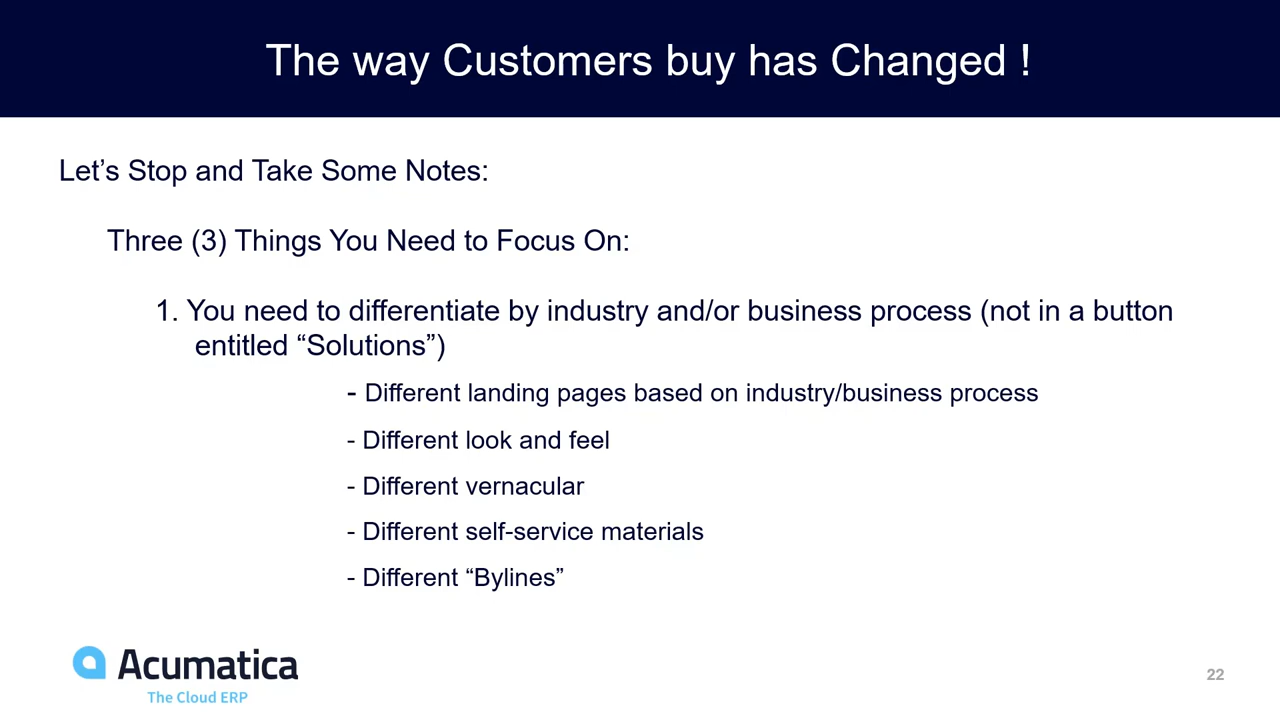 The way Customers buy has Changed !
Let’s Stop and Take Some Notes:
Three (3) Things You Need to Focus On:
1. You need to differentiate by industry and/or business process (not in a button
entitled “Solutions”)
- Different landing pages based on industry/business process
- Different look and feel
- Different vernacular
- Different self-service materials
- Different “Bylines”
Acumatica
The Cloud ERP
22